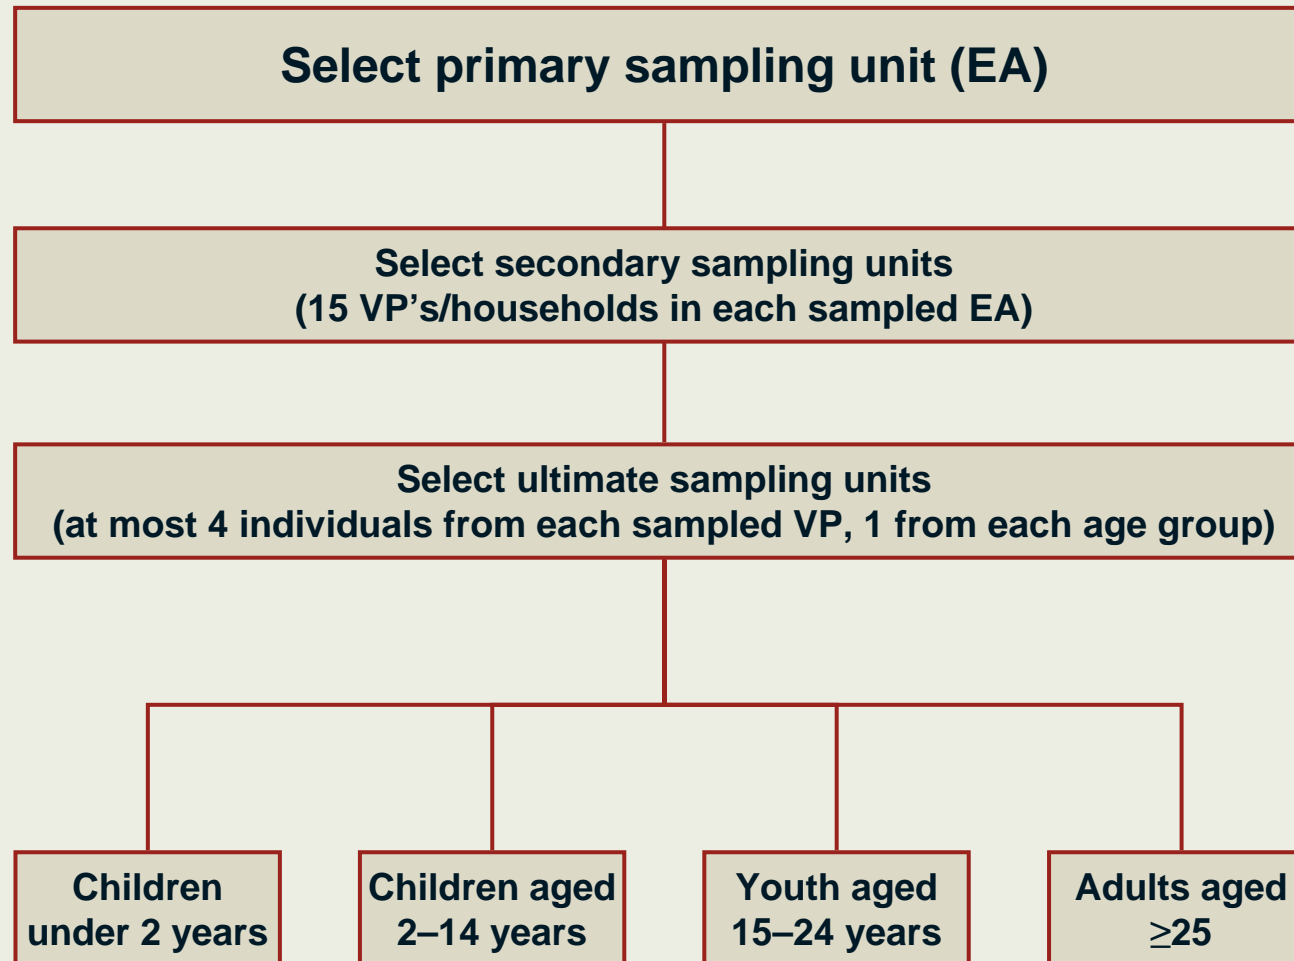 Select primary sampling unit (EA)
Select secondary sampling units
(15 VP’s/households in each sampled EA)
Select ultimate sampling units
(at most 4 individuals from each sampled VP, 1 from each age group)
Children
under 2 years
Children aged
2–14 years
Youth aged
15–24 years
Adults aged
≥25